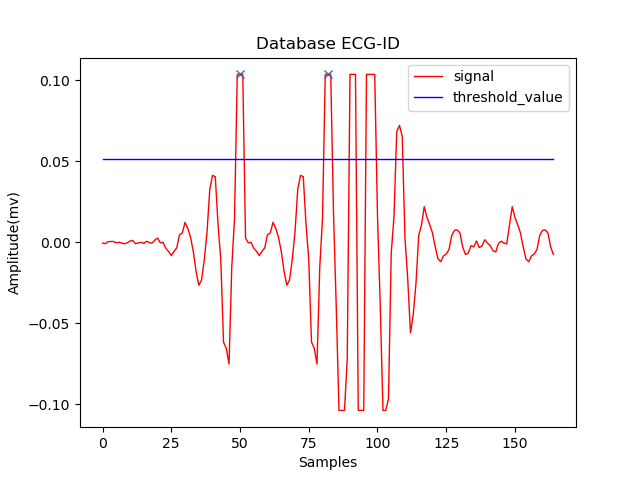 Database ECG-ID
signal
threshold_value
Amplitude(mv)
0.10
0.05
0.00
−0.05
−0.10
0 25 50 75 100 125 150
Samples